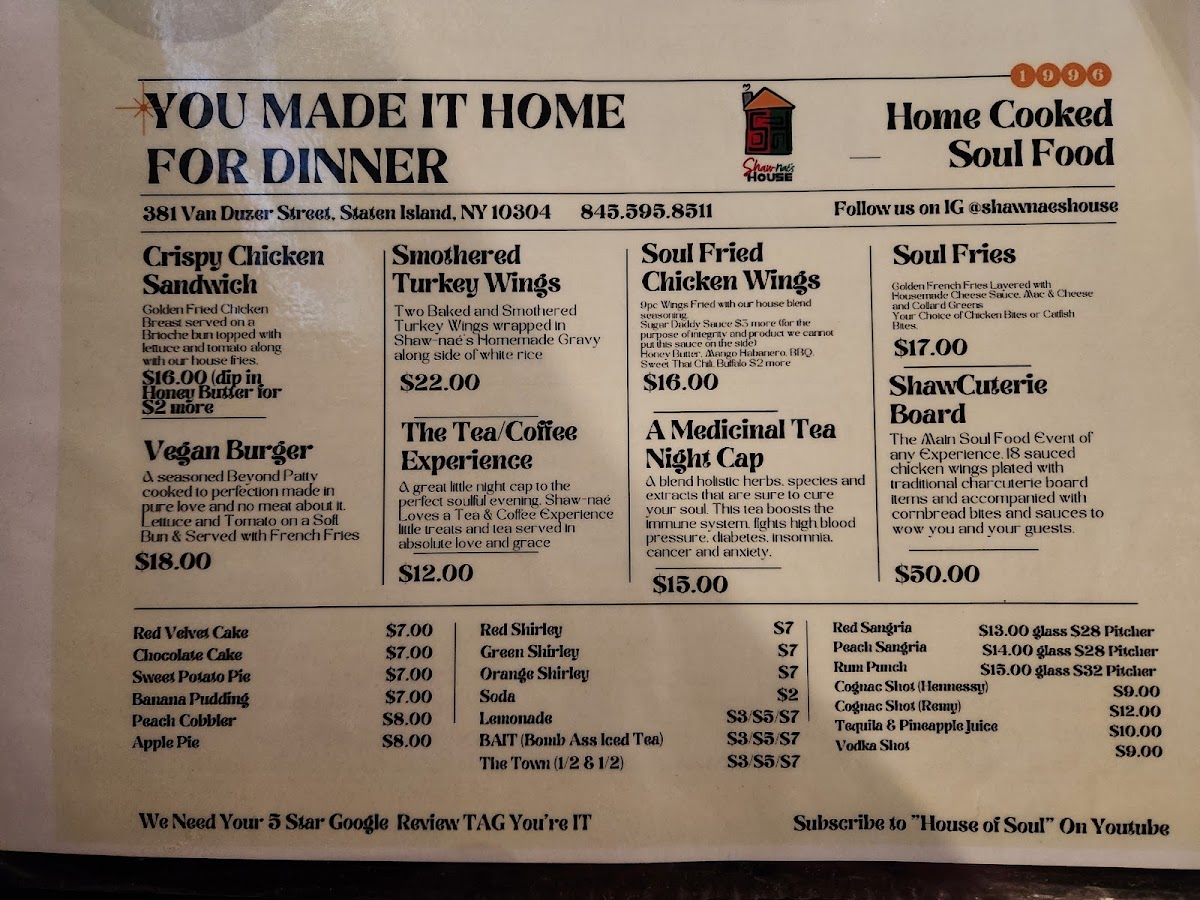 1996
YOU MADE IT HOME
FOR DINNER
Shaw-nae's
HOUSE
Home Cooked
Soul Food
381 Van Duzer Street, Staten Island, NY 10304 845.595.8511
Follow us on IG @shawnaeshouse
Crispy Chicken
Sandwich
Golden Fried Chicken
Breast served on a
Brioche bun topped with
lettuce and tomato along
with our house fries.
$16.00 (dip in
Honey Butter for
$2 more
Vegan Burger
A seasoned Beyond Patty
cooked to perfection made in
pure love and no meat about it.
Lettuce and Tomato on a Soft
Bun & Served with French Fries
$18.00
Smothered
Turkey Wings
Two Baked and Smothered
Turkey Wings wrapped in
Shaw-naé's Homemade Gravy
along side of white rice
$22.00
The Tea/Coffee
Experience
A great little night cap to the
perfect soulful evening. Shaw-naé
Loves a Tea & Coffee Experience
little treats and tea served in
absolute love and grace
$12.00
Soul Fried
Chicken Wings
9pc Wings Fried with our house blend
seasoning.
Sugar Daddy Sauce $3 more (for the
purpose of integrity and product we cannot
put this sauce on the side)
Honey Butter, Mango Habanero, BBQ,
Sweet Thai Chili, Buffalo $2 more
$16.00
A Medicinal Tea
Night Cap
A blend holistic herbs, species and
extracts that are sure to cure
your soul. This tea boosts the
immune system, fights high blood
pressure, diabetes, insomnia,
cancer and anxiety.
$15.00
Soul Fries
Golden French Fries Layered with
Housemade Cheese Sauce, Mac & Cheese
and Collard Greens
Your Choice of Chicken Bites or Catfish
Bites.
$17.00
ShawCuterie
Board
The Main Soul Food Event of
any Experience. 18 sauced
chicken wings plated with
traditional charcuterie board
items and accompanied with
cornbread bites and sauces to
wow you and your guests.
$50.00
Red Velvet Cake $7.00
Chocolate Cake $7.00
Sweet Potato Pie $7.00
Banana Pudding $7.00
Peach Cobbler $8.00
Apple Pie $8.00
Red Shirley $7
Green Shirley $7
Orange Shirley $7
Soda $2
Lemonade $3/$5/$7
BAIT (Bomb Ass Iced Tea) $3/$5/$7
The Town (1/2 & 1/2) $3/$5/$7
Red Sangria $13.00 glass $28 Pitcher
Peach Sangria $14.00 glass $28 Pitcher
Rum Punch $15.00 glass $32 Pitcher
Cognac Shot (Hennessy) $9.00
Cognac Shot (Remy) $12.00
Tequila & Pineapple Juice $10.00
Vodka Shot $9.00
We Need Your 5 Star Google Review TAG You're IT
Subscribe to "House of Soul" On Youtube